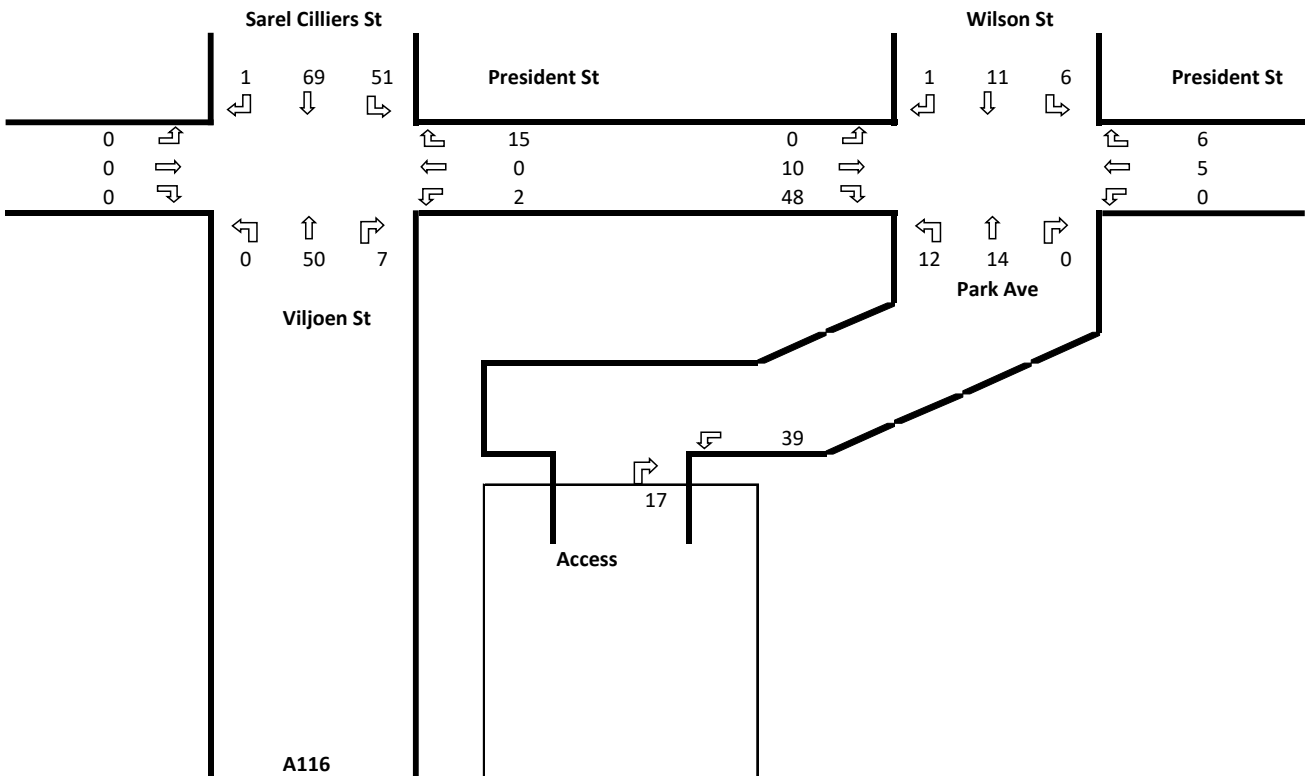 Sarel Cilliers St Wilson St
1 69 51 President St 1 11 6 President St
0 15 0 6
0 0 10 5
0 2 48 0
0 50 7 12 14 0
Park Ave
Viljoen St
39
17
Access
A116